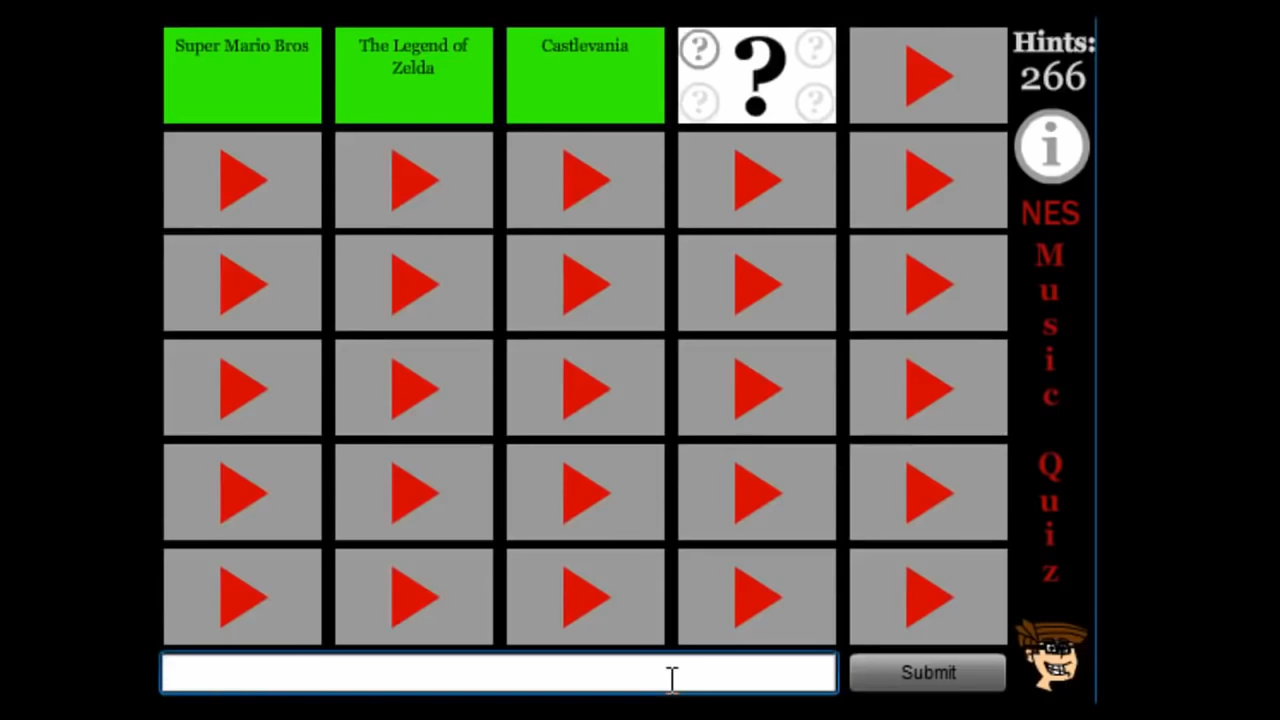 Super Mario Bros
The Legend of
Zelda
Castlevania
? ? ?
? ?
Hints:
266
i
NES
M
u
s
i
c
Q
u
i
z
Submit